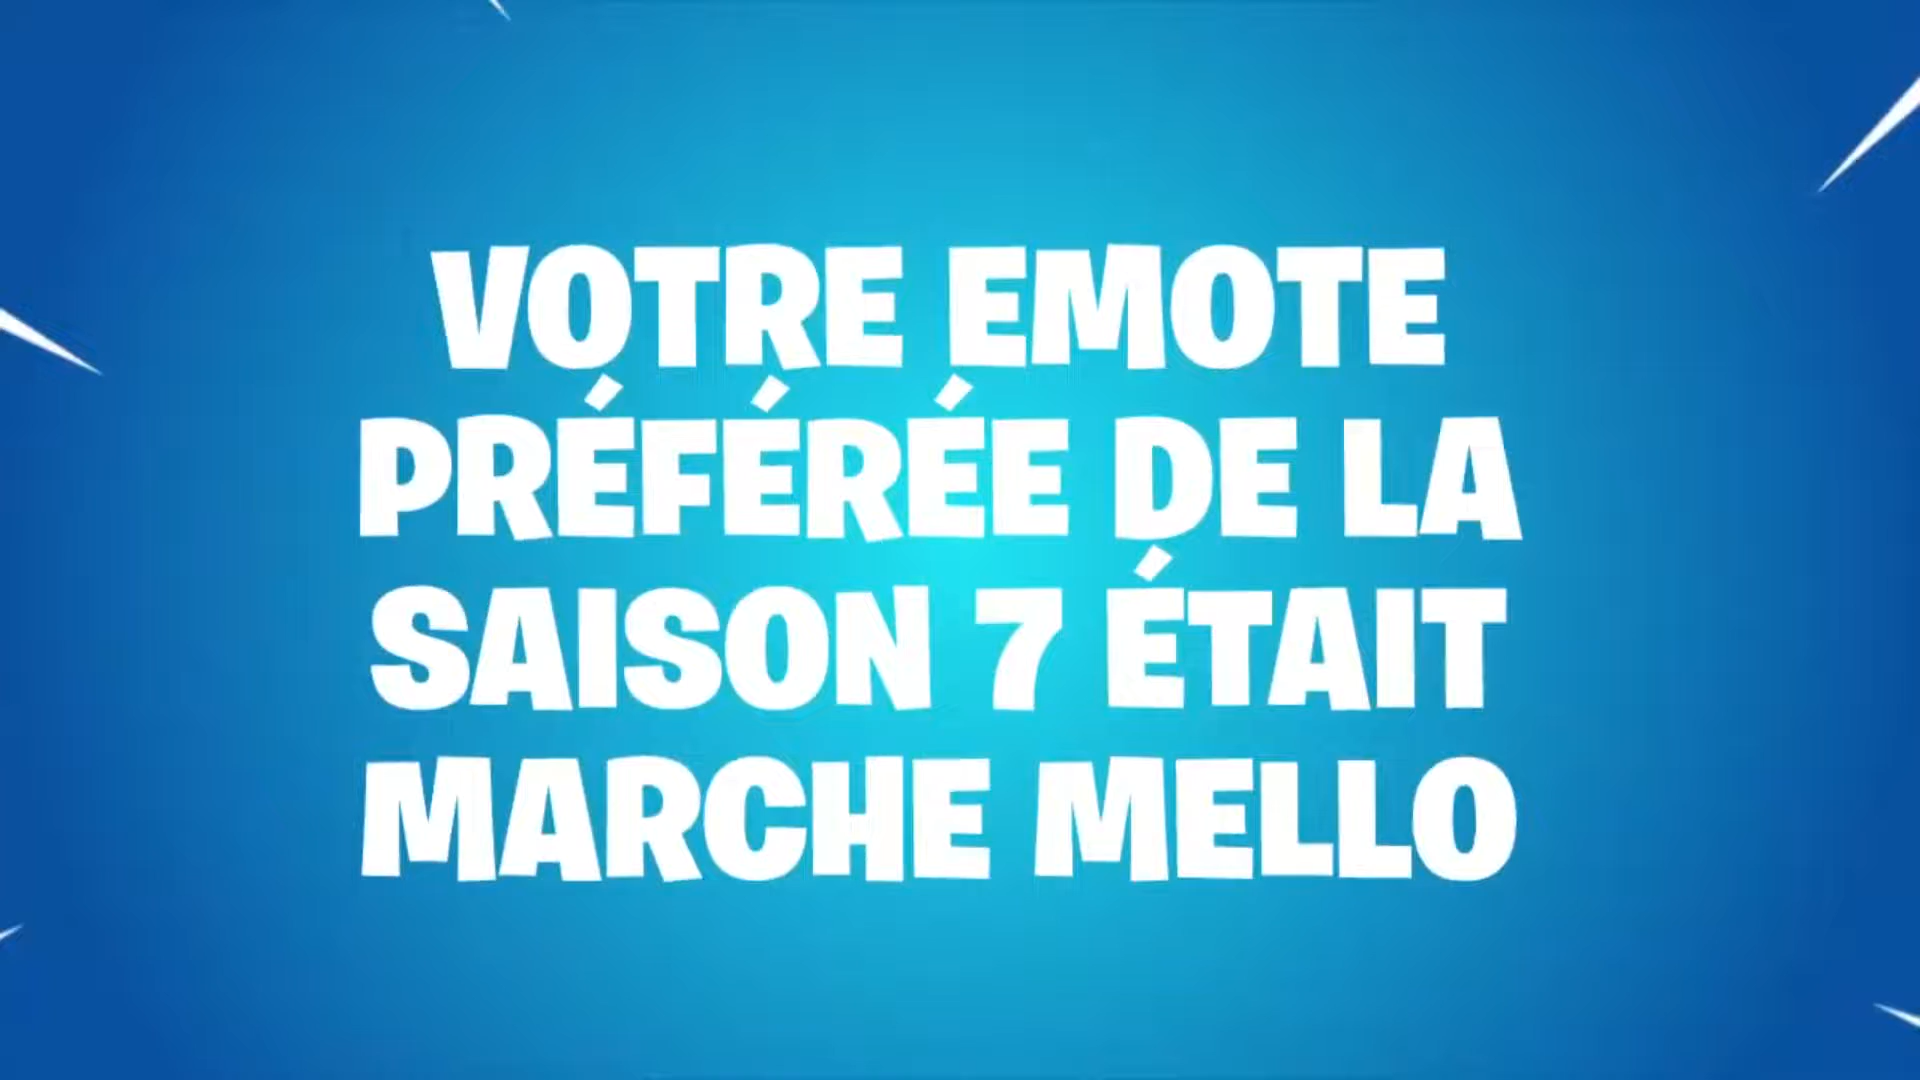 VOTRE EMOTE
PRÉFÉRÉE DE LA
SAISON 7 ÉTAIT
MARCHE MELLO